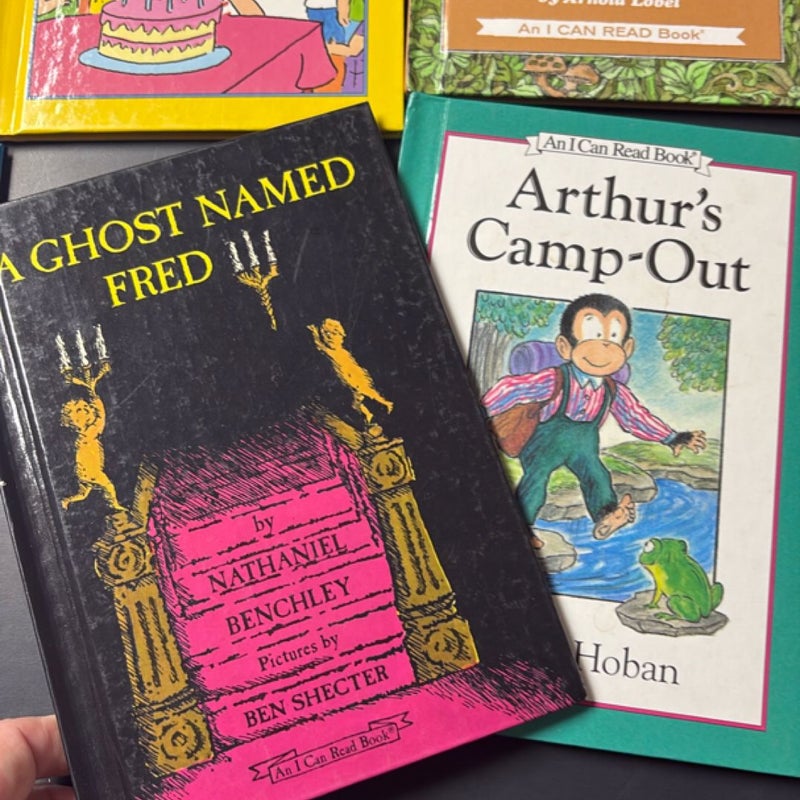 by Arnold Lobel
An I CAN READ Book®
A GHOST NAMED
FRED
by
NATHANIEL
BENCHLEY
Pictures by
BEN SHECTER
An I Can Read Book®
An I Can Read Book®
Arthur's
Camp-Out
Hoban